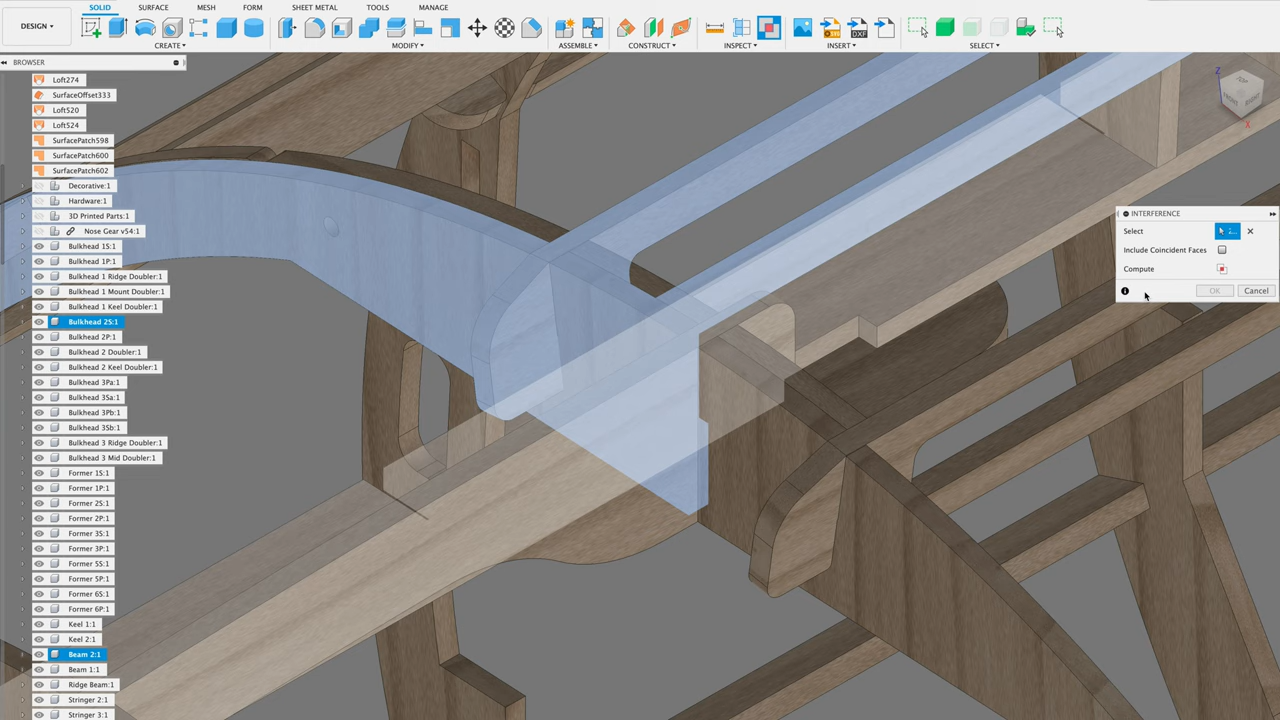 SOLID SURFACE MESH FORM SHEET METAL TOOLS MANAGE
DESIGN
CREATE MODIFY ASSEMBLE CONSTRUCT INSPECT INSERT SELECT
BROWSER
Loft274
SurfaceOffset333
Loft520
Loft524
SurfacePatch598
SurfacePatch600
SurfacePatch602
Decorative:1
Hardware:1
3D Printed Parts:1
Nose Gear v54:1
Bulkhead 1S:1
Bulkhead 1P:1
Bulkhead 1 Ridge Doubler:1
Bulkhead 1 Mount Doubler:1
Bulkhead 1 Keel Doubler:1
Bulkhead 2S:1
Bulkhead 2P:1
Bulkhead 2 Doubler:1
Bulkhead 2 Keel Doubler:1
Bulkhead 3Pa:1
Bulkhead 3Sa:1
Bulkhead 3Pb:1
Bulkhead 3Sb:1
Bulkhead 3 Ridge Doubler:1
Bulkhead 3 Mid Doubler:1
Former 1S:1
Former 1P:1
Former 2S:1
Former 2P:1
Former 3S:1
Former 3P:1
Former 5S:1
Former 5P:1
Former 6S:1
Former 6P:1
Keel 1:1
Keel 2:1
Beam 2:1
Beam 1:1
Ridge Beam:1
Stringer 2:1
Stringer 3:1
Z
TOP
FRONT RIGHT
X
INTERFERENCE
Select
Include Coincident Faces
Compute
OK Cancel